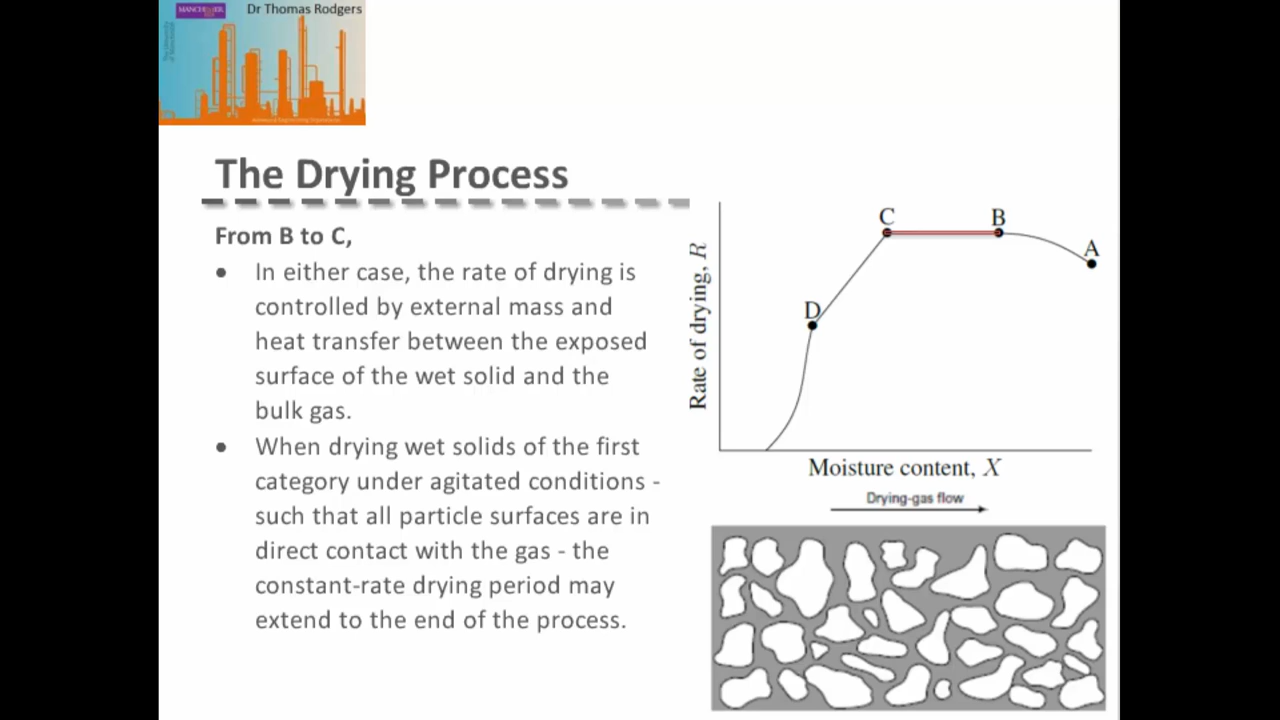 MANCHESTER
Dr Thomas Rodgers
The Drying Process
From B to C,
• In either case, the rate of drying is
controlled by external mass and
heat transfer between the exposed
surface of the wet solid and the
bulk gas.
• When drying wet solids of the first
category under agitated conditions -
such that all particle surfaces are in
direct contact with the gas - the
constant-rate drying period may
extend to the end of the process.
C
B
A
D
Rate of drying, R
Moisture content, X
Drying-gas flow